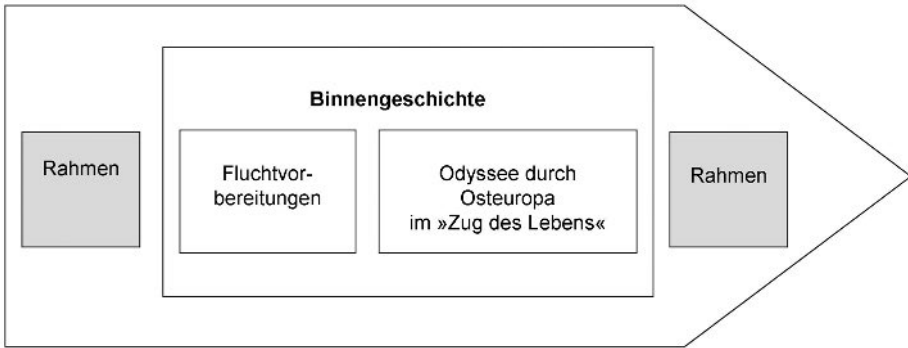 Binnengeschichte
Rahmen
Fluchtvor-
bereitungen
Odyssee durch
Osteuropa
im »Zug des Lebens«
Rahmen